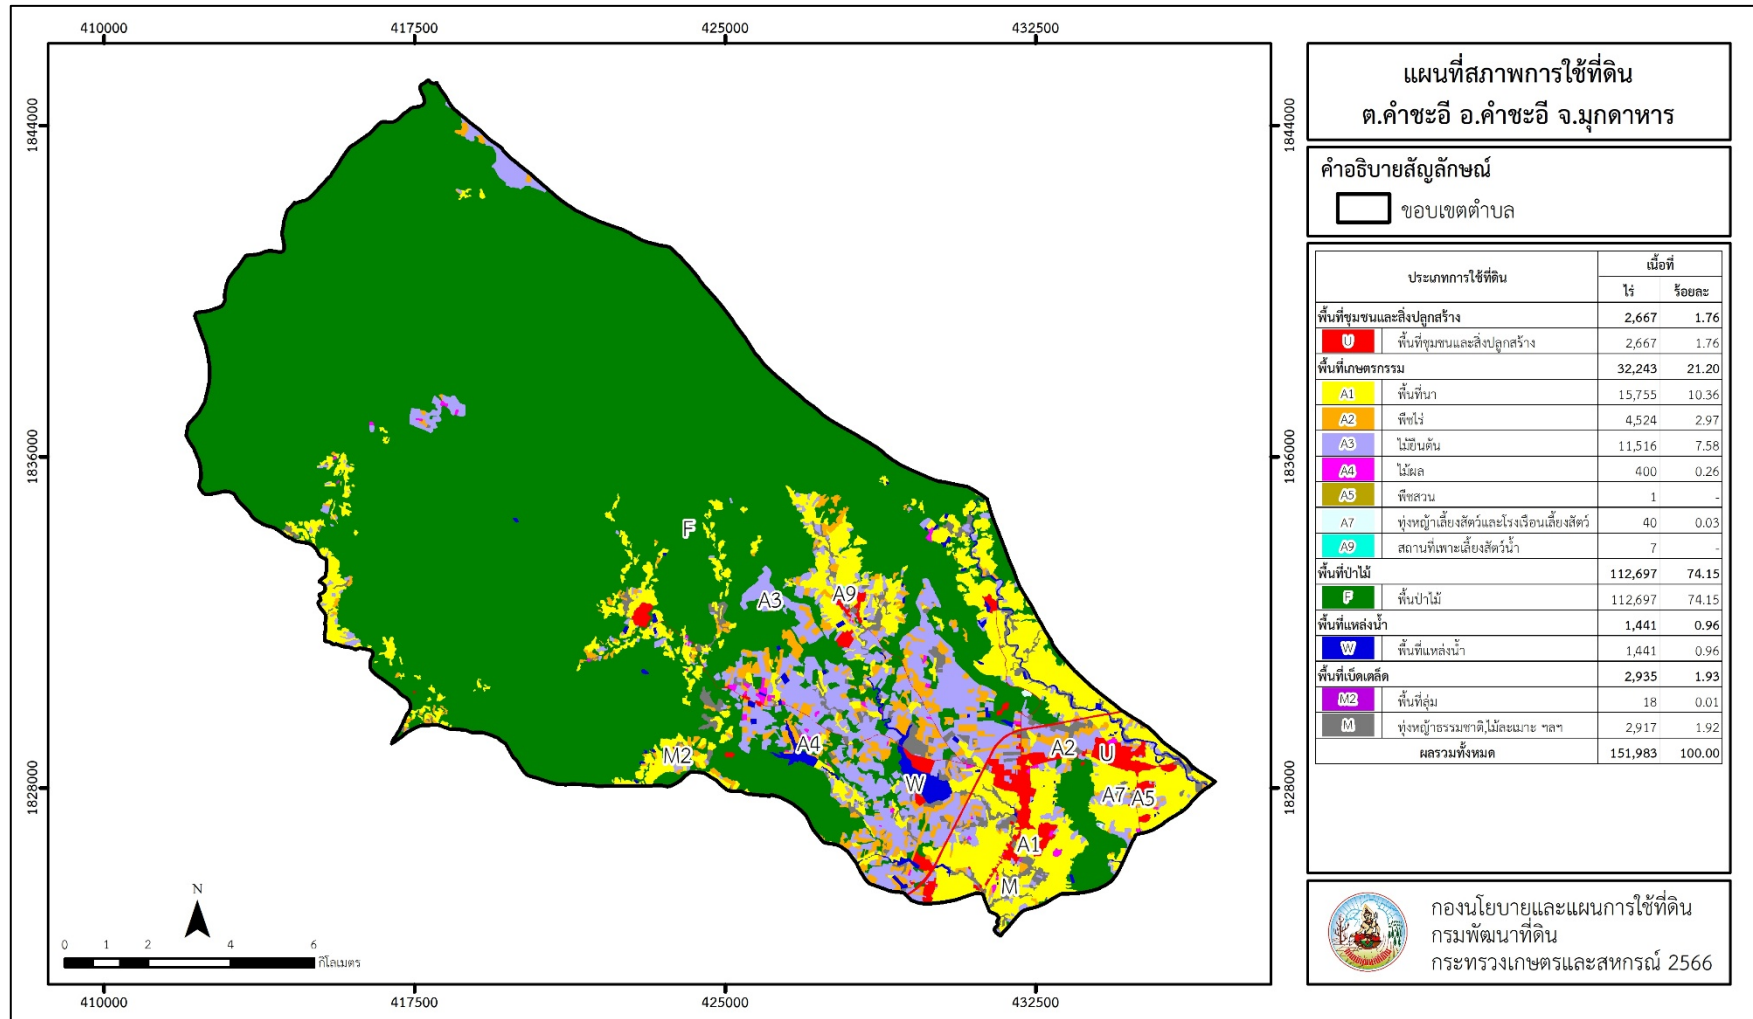 410000 417500 425000 432500
1844000 1844000
1836000 1836000
1828000 1828000
F
A3
A9
A4
M2
W
A2
U
A7
A5
A1
M
N
0 1 2 4 6
กิโลเมตร
410000 417500 425000 432500
แผนที่สภาพการใช้ที่ดิน
ต.คำชะอี อ.คำชะอี จ.มุกดาหาร
คำอธิบายสัญลักษณ์
ขอบเขตตำบล
ประเภทการใช้ที่ดิน เนื้อที่
ไร่ ร้อยละ
พื้นที่ชุมชนและสิ่งปลูกสร้าง 2,667 1.76
U พื้นที่ชุมชนและสิ่งปลูกสร้าง 2,667 1.76
พื้นที่เกษตรกรรม 32,243 21.20
A1 พื้นที่นา 15,755 10.36
A2 พืชไร่ 4,524 2.97
A3 ไม้ยืนต้น 11,516 7.58
A4 ไม้ผล 400 0.26
A5 พืชสวน 1 -
A7 ทุ่งหญ้าเลี้ยงสัตว์และโรงเรือนเลี้ยงสัตว์ 40 0.03
A9 สถานที่เพาะเลี้ยงสัตว์น้ำ 7 -
พื้นที่ป่าไม้ 112,697 74.15
F พื้นป่าไม้ 112,697 74.15
พื้นที่แหล่งน้ำ 1,441 0.96
W พื้นที่แหล่งน้ำ 1,441 0.96
พื้นที่เบ็ดเตล็ด 2,935 1.93
M2 พื้นที่ลุ่ม 18 0.01
M ทุ่งหญ้าธรรมชาติ,ไม้ละเมาะ ฯลฯ 2,917 1.92
ผลรวมทั้งหมด 151,983 100.00
กองนโยบายและแผนการใช้ที่ดิน
กรมพัฒนาที่ดิน
กระทรวงเกษตรและสหกรณ์ 2566